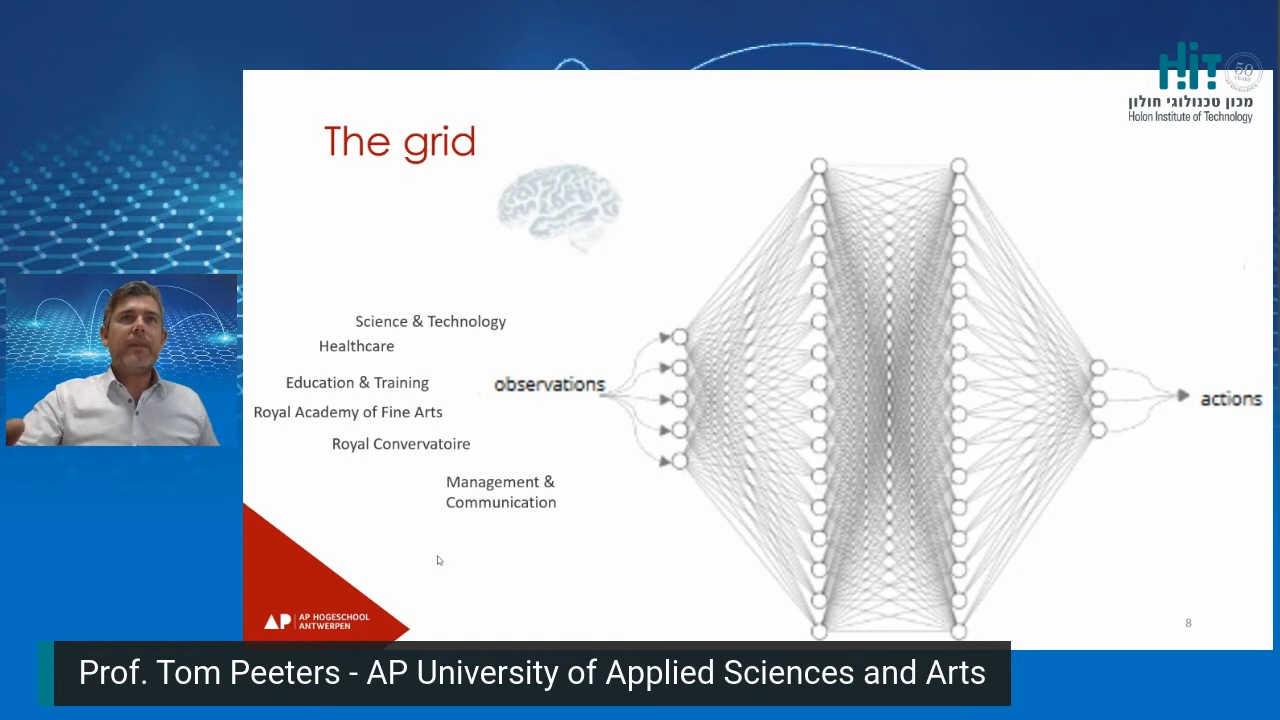 50
YEARS
מכון טכנולוגי חולון
Holon Institute of Technology
The grid
Science & Technology
Healthcare
Education & Training
observations
Royal Academy of Fine Arts
actions
Royal Convervatoire
Management &
Communication
AP HOGESCHOOL
ANTWERPEN
8
Prof. Tom Peeters - AP University of Applied Sciences and Arts